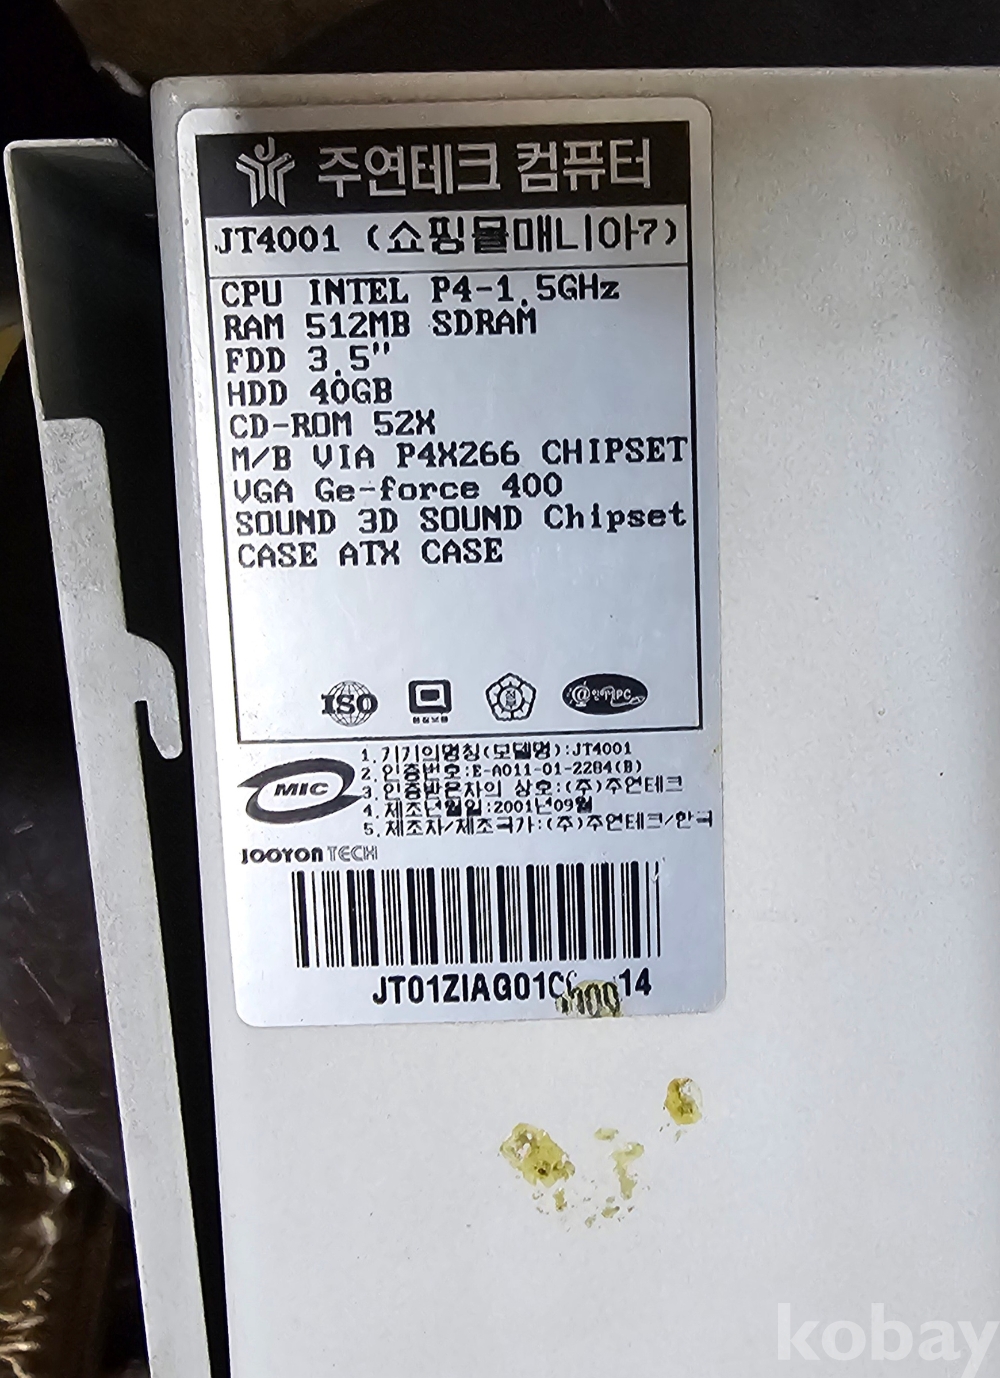 주연테크 컴퓨터
JT4001 (쇼핑몰매니아7)
CPU INTEL P4-1.5GHz
RAM 512MB SDRAM
FDD 3.5"
HDD 40GB
CD-ROM 52X
M/B VIA P4X266 CHIPSET
VGA Ge-force 400
SOUND 3D SOUND Chipset
CASE ATX CASE
ISO
MIC
1.기기의명칭(모델명):JT4001
2.인증번호:E-A011-01-2284(B)
3.인증받은자의 상호:(주)주연테크
4.제조년월일:2001년09월
5.제조자/제조국가:(주)주연테크/한국
JOOYON TECH
kobay